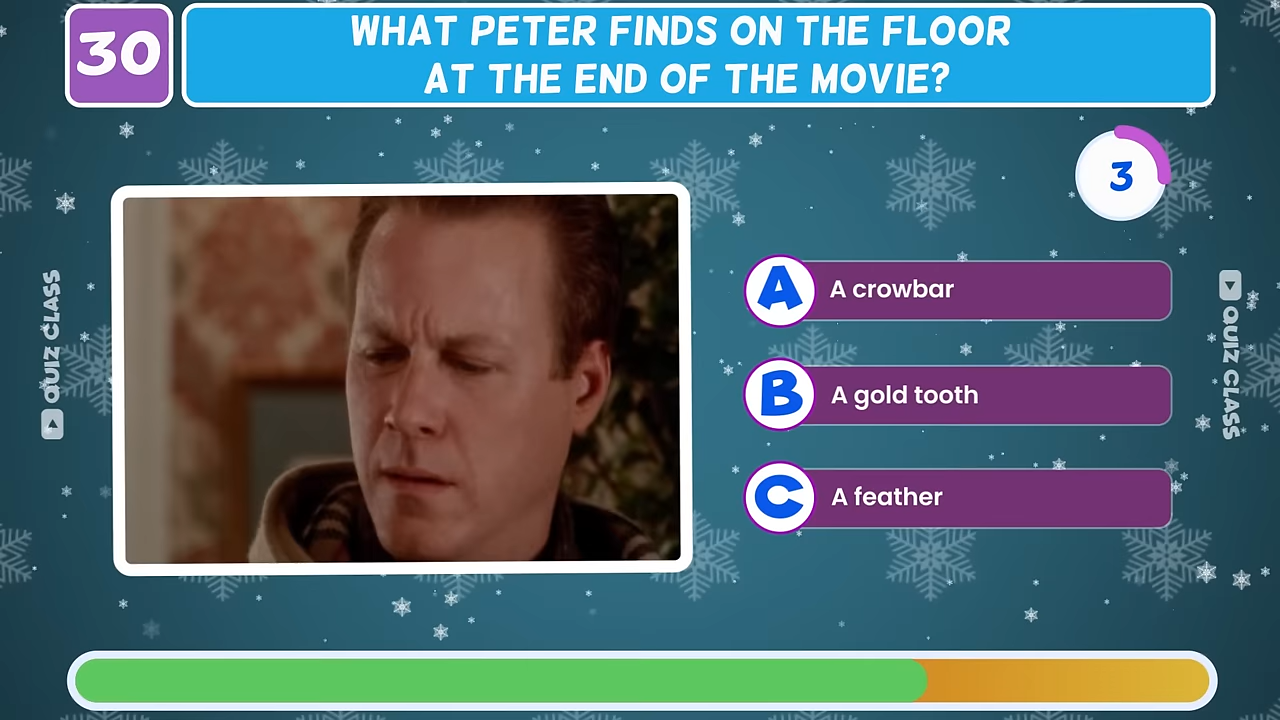 30
WHAT PETER FINDS ON THE FLOOR
AT THE END OF THE MOVIE?
3
A A crowbar
B A gold tooth
C A feather
QUIZ CLASS
QUIZ CLASS